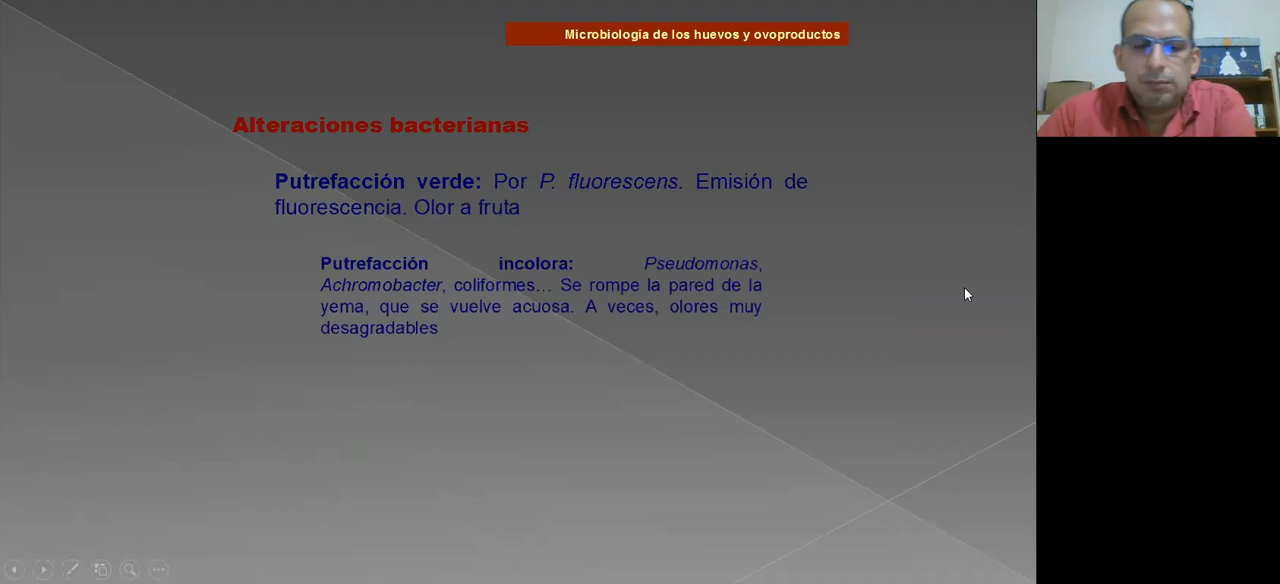 Microbiología de los huevos y ovoproductos
Alteraciones bacterianas
Putrefacción verde: Por P. fluorescens. Emisión de
fluorescencia. Olor a fruta
Putrefacción incolora: Pseudomonas,
Achromobacter, coliformes… Se rompe la pared de la
yema, que se vuelve acuosa. A veces, olores muy
desagradables